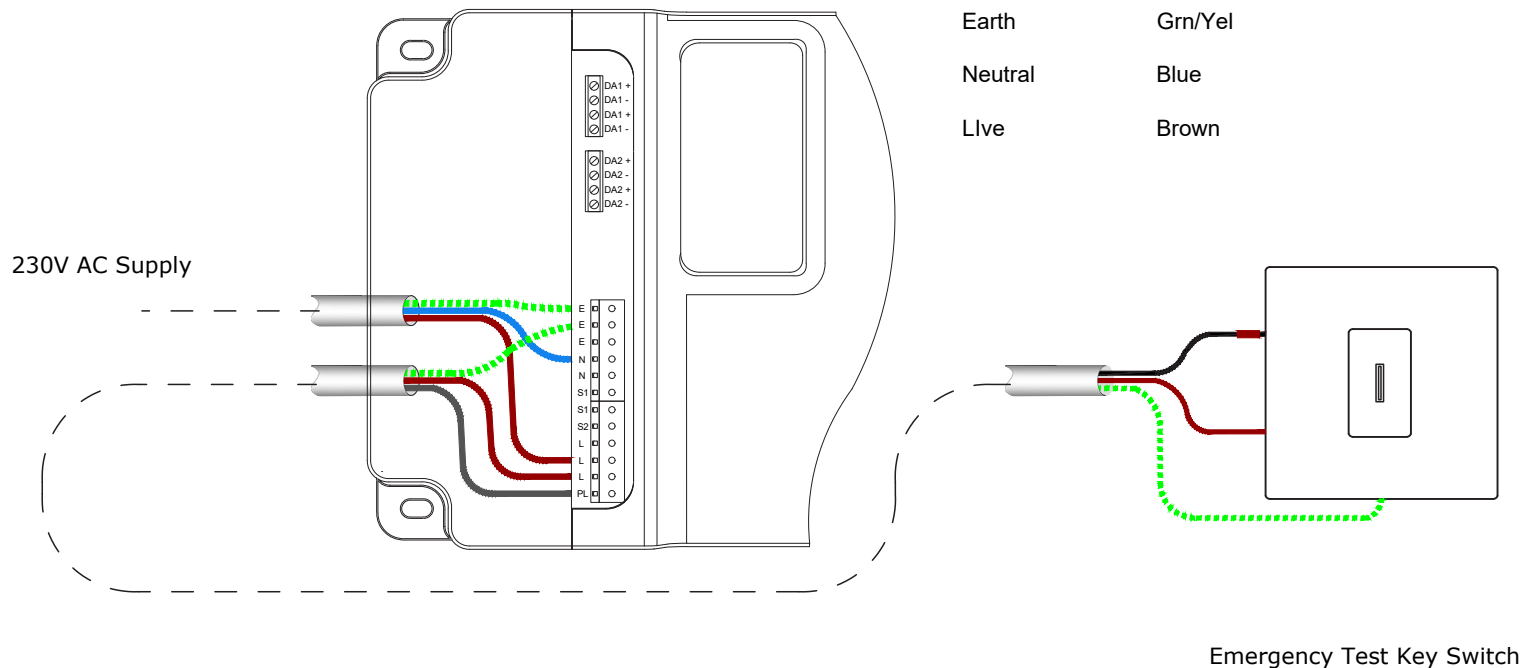 Earth Grn/Yel
Neutral Blue
LIve Brown
DA1 +
DA1 -
DA1 +
DA1 -
DA2 +
DA2 -
DA2 +
DA2 -
230V AC Supply
E
E
E
N
N
S1
S1
S2
L
L
L
PL
Emergency Test Key Switch